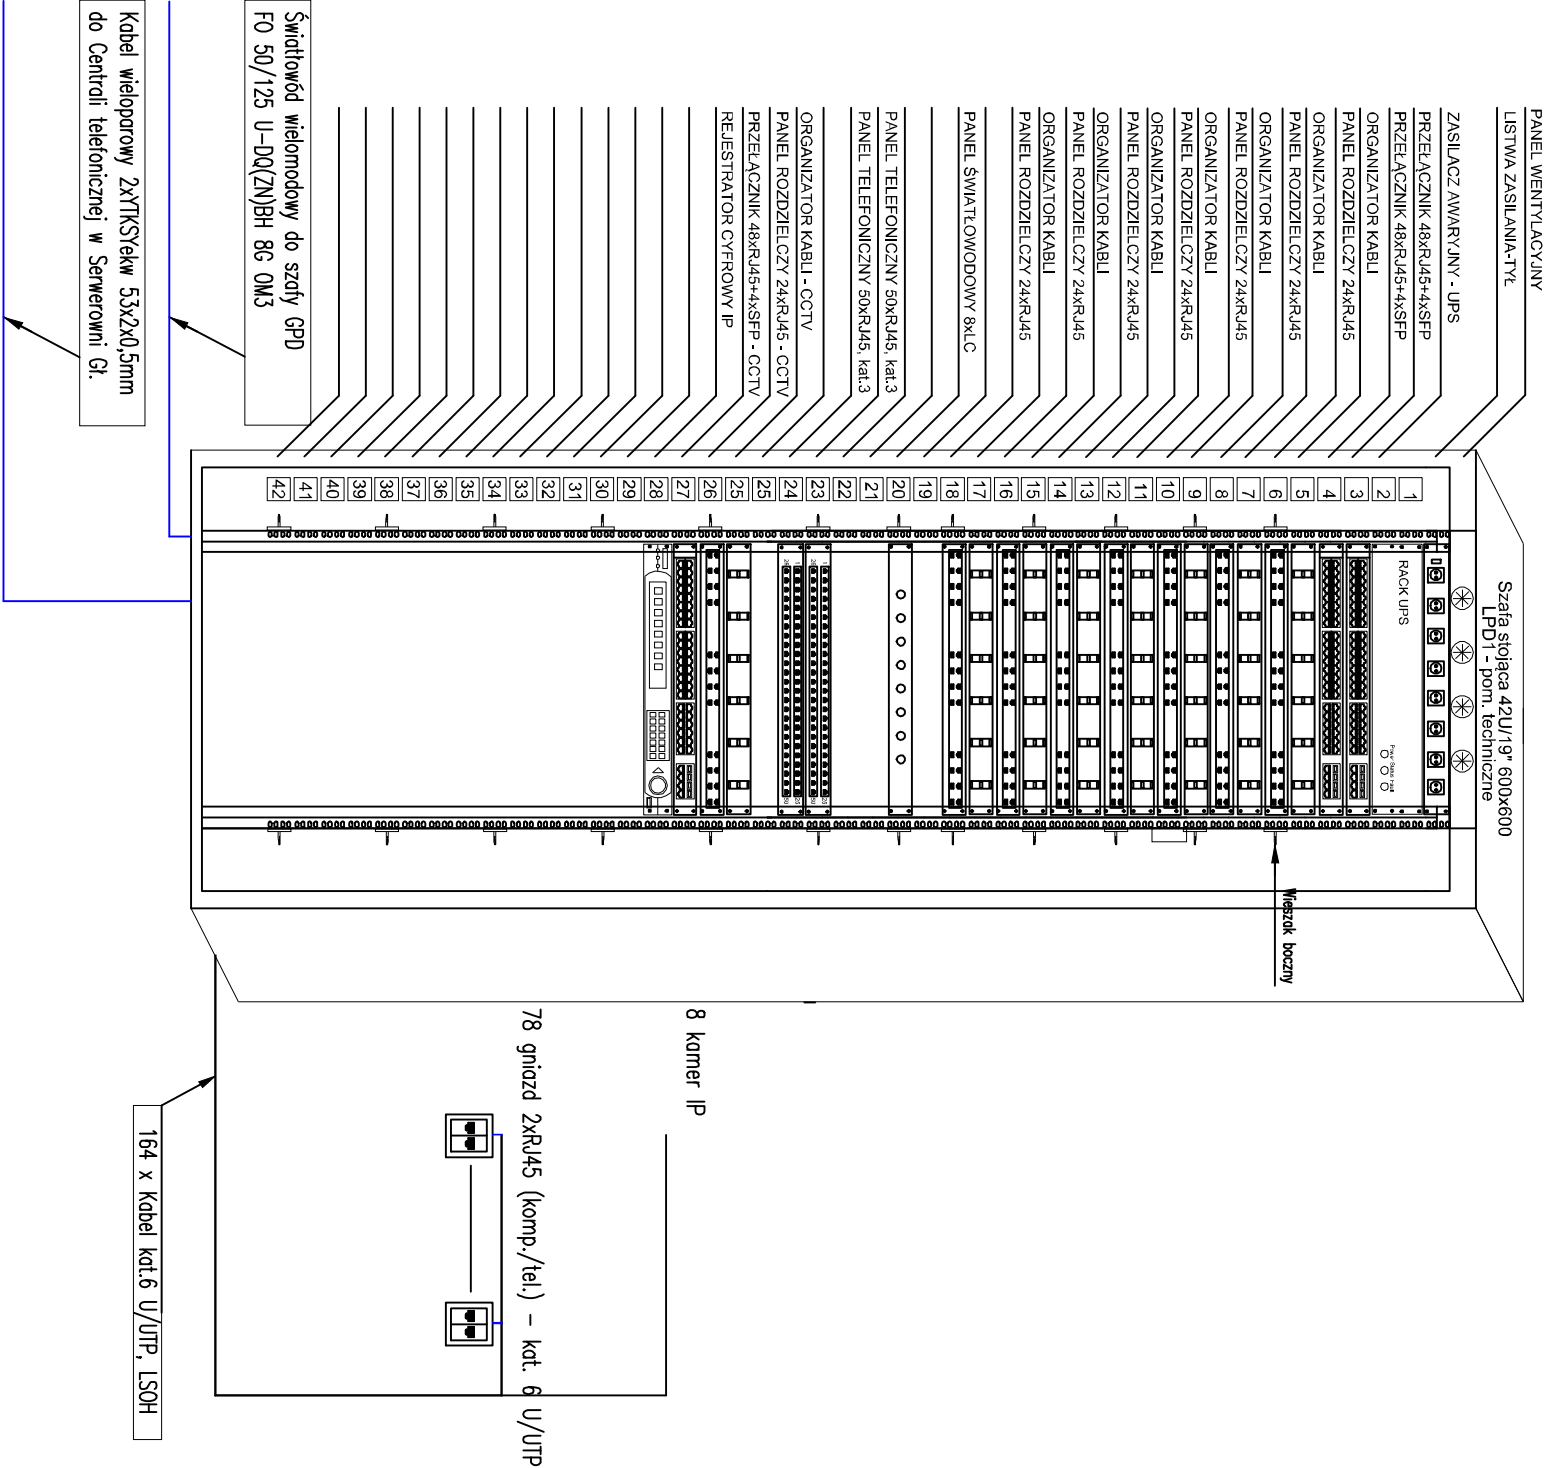 Szafa stojąca 42U/19" 600x600
LPD1 - pom. techniczne
PANEL WENTYLACYJNY
LISTWA ZASILANIA-TYŁ
ZASILACZ AWARYJNY - UPS
PRZEŁĄCZNIK 48xRJ45+4xSFP
PRZEŁĄCZNIK 48xRJ45+4xSFP
ORGANIZATOR KABLI
PANEL ROZDZIELCZY 24xRJ45
ORGANIZATOR KABLI
PANEL ROZDZIELCZY 24xRJ45
ORGANIZATOR KABLI
PANEL ROZDZIELCZY 24xRJ45
ORGANIZATOR KABLI
PANEL ROZDZIELCZY 24xRJ45
ORGANIZATOR KABLI
PANEL ROZDZIELCZY 24xRJ45
ORGANIZATOR KABLI
PANEL ROZDZIELCZY 24xRJ45
ORGANIZATOR KABLI
PANEL ROZDZIELCZY 24xRJ45
PANEL ŚWIATŁOWODOWY 8xLC
PANEL TELEFONICZNY 50xRJ45, kat.3
PANEL TELEFONICZNY 50xRJ45, kat.3
ORGANIZATOR KABLI - CCTV
PANEL ROZDZIELCZY 24xRJ45 - CCTV
PRZEŁĄCZNIK 48xRJ45+4xSFP - CCTV
REJESTRATOR CYFROWY IP
Światłowód wielomodowy do szafy GPD
FO 50/125 U-DQ(ZN)BH 8G OM3
Kabel wieloparowy 2xYTKSYekw 53x2x0,5mm
do Centrali telefonicznej w Serwerowni Gł.
1
2
3
4
5
6
7
8
9
10
11
12
13
14
15
16
17
18
19
20
21
22
23
24
25
25
26
27
28
29
30
31
32
33
34
35
36
37
38
39
40
41
42
RACK UPS
Power Status Fault
Wieszak boczny
8 kamer IP
78 gniazd 2xRJ45 (komp./tel.) - kat. 6 U/UTP
164 x Kabel kat.6 U/UTP, LSOH